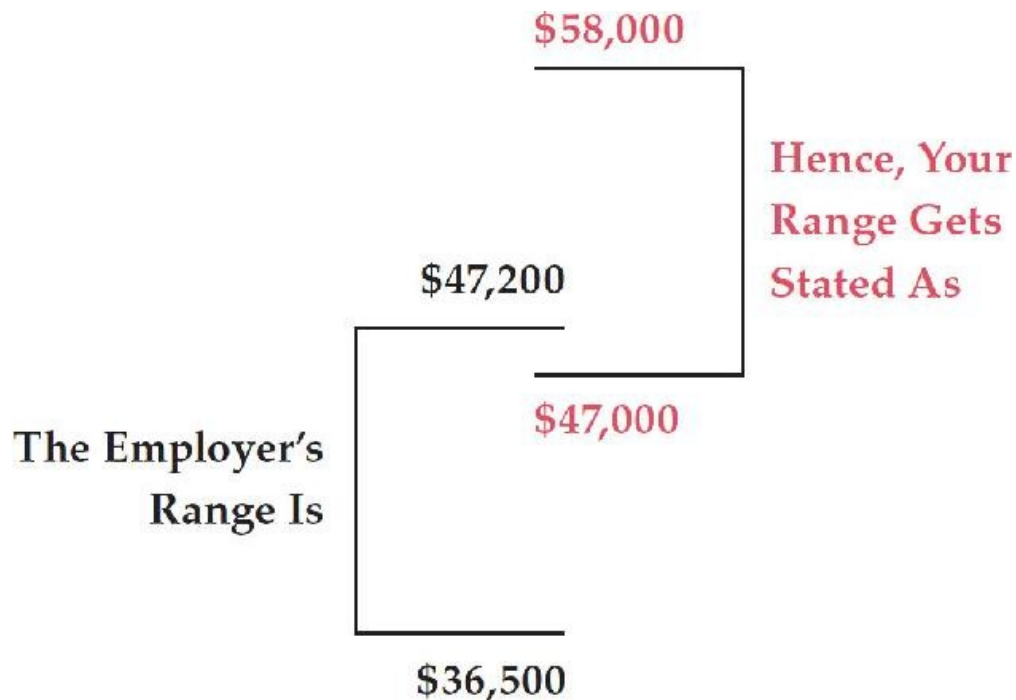 $58,000
Hence, Your
Range Gets
Stated As
$47,200
$47,000
The Employer’s
Range Is
$36,500